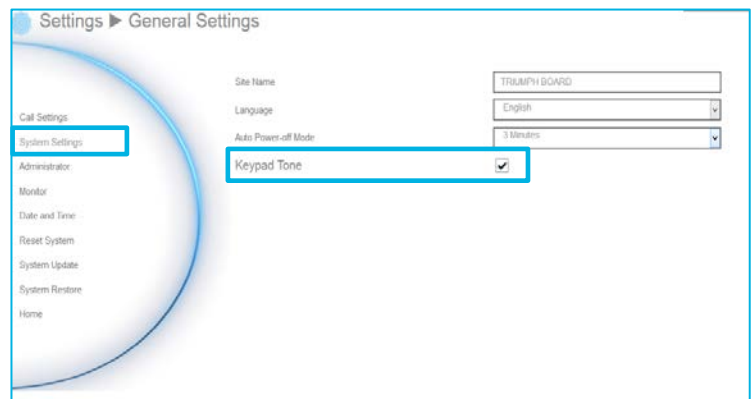 Settings ▶ General Settings
Site Name TRIUMPH BOARD
Language English
Auto Power-off Mode 3 Minutes
Keypad Tone
Call Settings
System Settings
Administrator
Monitor
Date and Time
Reset System
System Update
System Restore
Home